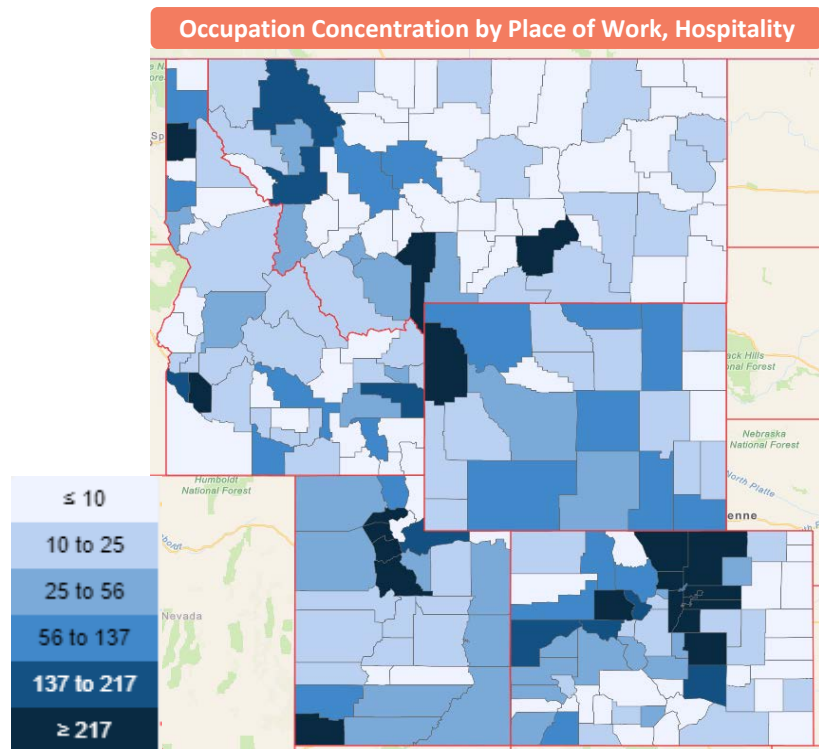 Occupation Concentration by Place of Work, Hospitality
Black Hills
National Forest
Nebraska
National Forest
North Platte
Humboldt
National Forest
Nevada
≤ 10
10 to 25
25 to 56
56 to 137
137 to 217
≥ 217